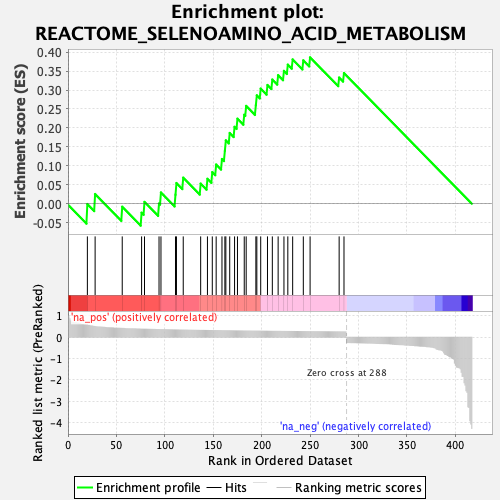 Enrichment plot:
REACTOME_SELENOAMINO_ACID_METABOLISM
Enrichment score (ES)
0.40
0.35
0.30
0.25
0.20
0.15
0.10
0.05
0.00
-0.05
Ranked list metric (PreRanked)
1
0
-1
-2
-3
-4
'na_pos' (positively correlated)
Zero cross at 288
'na_neg' (negatively correlated)
0 50 100 150 200 250 300 350 400
Rank in Ordered Dataset
Enrichment profile Hits Ranking metric scores